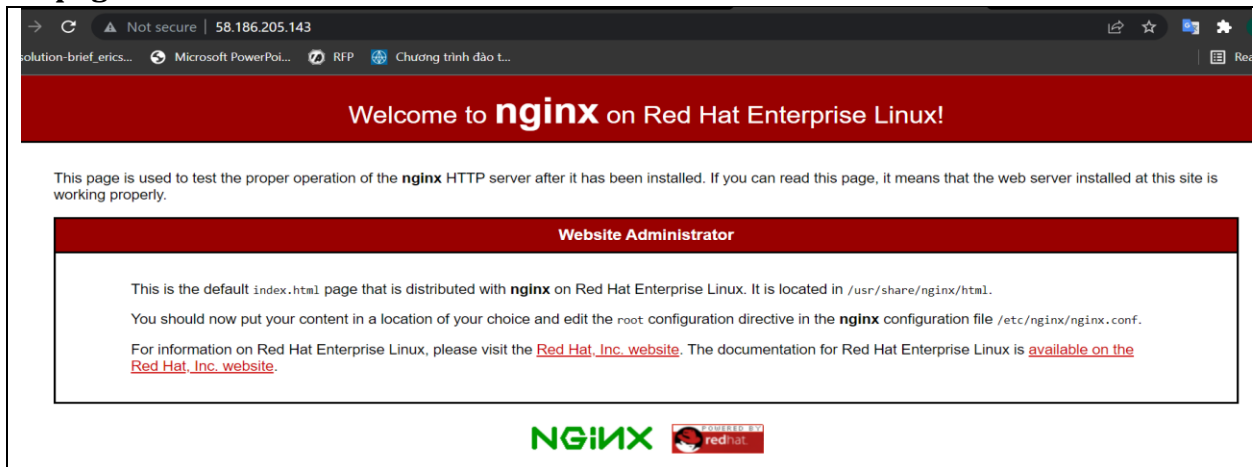 Not secure | 58.186.205.143
solution-brief_erics... Microsoft PowerPoi... RFP Chương trình đào t... Rea
Welcome to nginx on Red Hat Enterprise Linux!
This page is used to test the proper operation of the nginx HTTP server after it has been installed. If you can read this page, it means that the web server installed at this site is
working properly.
Website Administrator
This is the default index.html page that is distributed with nginx on Red Hat Enterprise Linux. It is located in /usr/share/nginx/html.
You should now put your content in a location of your choice and edit the root configuration directive in the nginx configuration file /etc/nginx/nginx.conf.
For information on Red Hat Enterprise Linux, please visit the Red Hat, Inc. website. The documentation for Red Hat Enterprise Linux is available on the
Red Hat, Inc. website.
NGINX POWERED BY redhat.